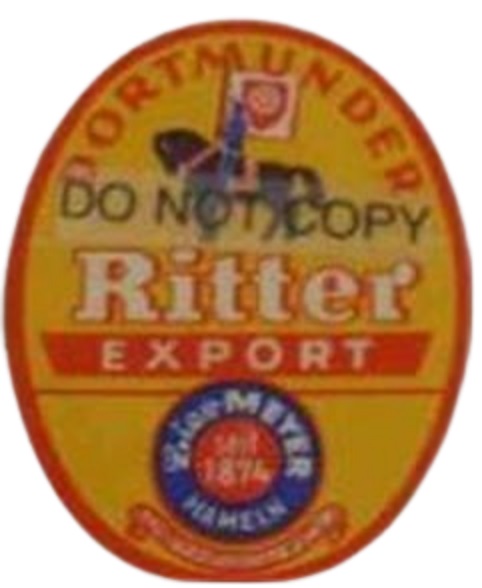 DORTMUNDER
DO NOT COPY
Ritter
EXPORT
MEYER
seit
1874
HAMELN